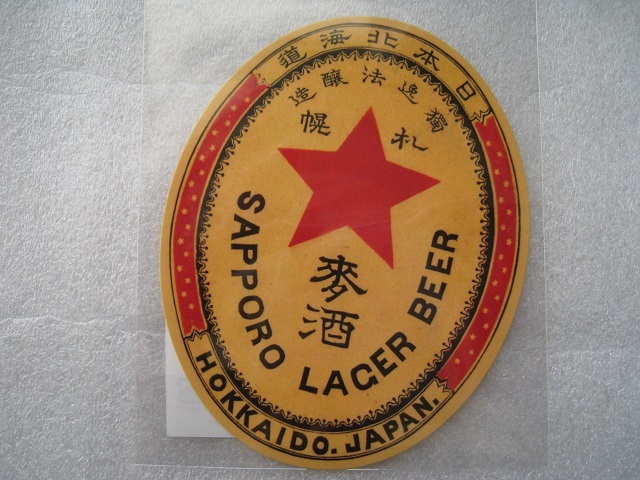 日本北海道
獨逸法醸造
札幌
麥酒
SAPPORO LAGER BEER
HOKKAIDO. JAPAN.